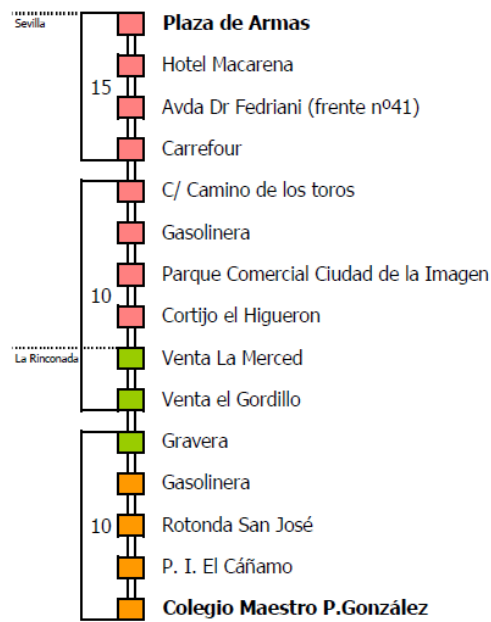 Sevilla
Plaza de Armas
Hotel Macarena
15
Avda Dr Fedriani (frente nº41)
Carrefour
C/ Camino de los toros
Gasolinera
Parque Comercial Ciudad de la Imagen
10
Cortijo el Higueron
La Rinconada
Venta La Merced
Venta el Gordillo
Gravera
Gasolinera
10
Rotonda San José
P. I. El Cáñamo
Colegio Maestro P.González